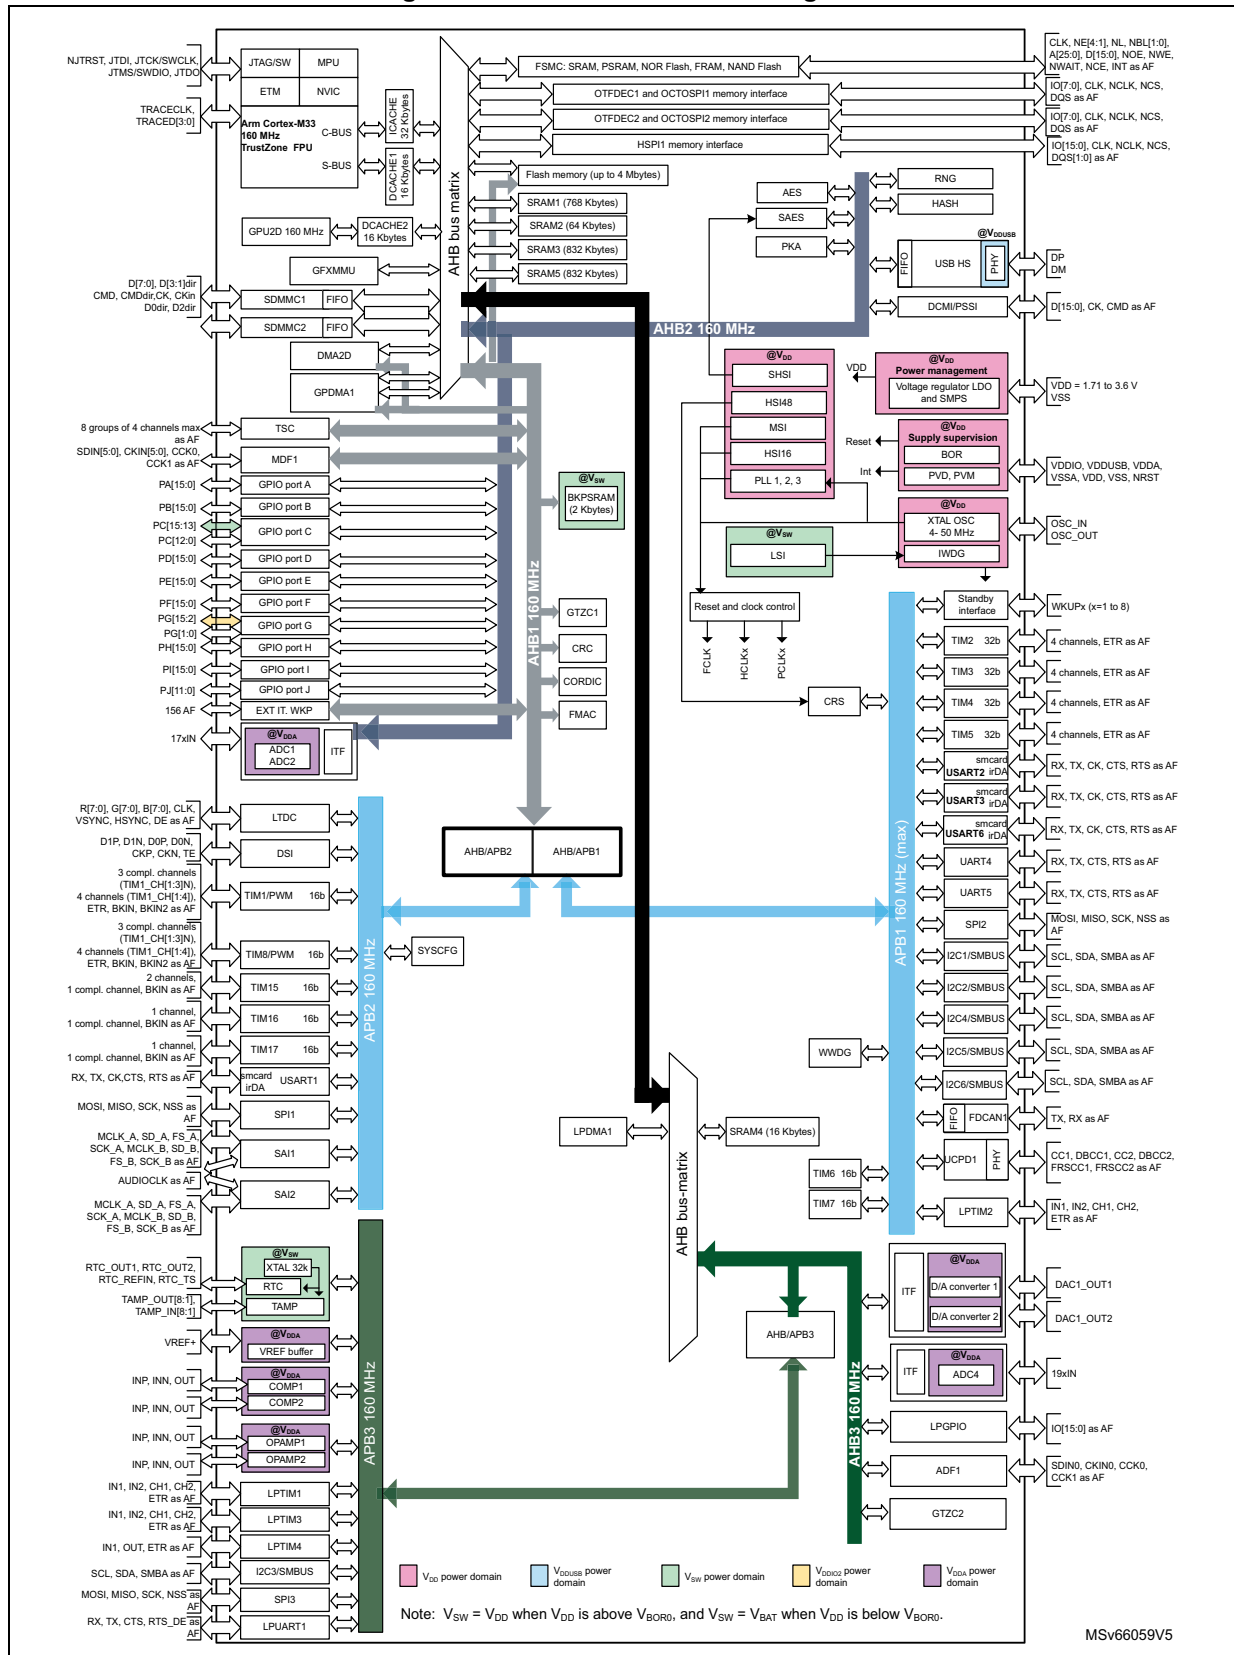 NJTRST, JTDI, JTCK/SWCLK,
JTMS/SWDIO, JTDO
TRACECLK,
TRACED[3:0]
JTAG/SW
MPU
ETM
NVIC
Arm Cortex-M33
160 MHz
TrustZone FPU
C-BUS
S-BUS
ICACHE
32 Kbytes
DCACHE1
16 Kbytes
AHB bus matrix
FSMC: SRAM, PSRAM, NOR Flash, FRAM, NAND Flash
CLK, NE[4:1], NL, NBL[1:0],
A[25:0], D[15:0], NOE, NWE,
NWAIT, NCE, INT as AF
OTFDEC1 and OCTOSPI1 memory interface
IO[7:0], CLK, NCLK, NCS,
DQS as AF
OTFDEC2 and OCTOSPI2 memory interface
IO[7:0], CLK, NCLK, NCS,
DQS as AF
HSPI1 memory interface
IO[15:0], CLK, NCLK, NCS,
DQS[1:0] as AF
Flash memory (up to 4 Mbytes)
SRAM1 (768 Kbytes)
SRAM2 (64 Kbytes)
SRAM3 (832 Kbytes)
SRAM5 (832 Kbytes)
GPU2D 160 MHz
DCACHE2
16 Kbytes
GFXMMU
D[7:0], D[3:1]dir
CMD, CMDdir,CK, CKin
D0dir, D2dir
SDMMC1
FIFO
SDMMC2
FIFO
DMA2D
GPDMA1
AES
SAES
PKA
RNG
HASH
@VDDUSB
FIFO
USB HS
PHY
DP
DM
DCMI/PSSI
D[15:0], CK, CMD as AF
AHB2 160 MHz
@VDD
SHSI
HSI48
MSI
HSI16
PLL 1, 2, 3
VDD
@VDD
Power management
Voltage regulator LDO
and SMPS
VDD = 1.71 to 3.6 V
VSS
@VDD
Supply supervision
Reset
BOR
Int
PVD, PVM
VDDIO, VDDUSB, VDDA,
VSSA, VDD, VSS, NRST
@VDD
XTAL OSC
4- 50 MHz
IWDG
OSC_IN
OSC_OUT
@VSW
LSI
@VSW
BKPSRAM
(2 Kbytes)
8 groups of 4 channels max
as AF
TSC
SDIN[5:0], CKIN[5:0], CCK0,
CCK1 as AF
MDF1
PA[15:0]
GPIO port A
PB[15:0]
GPIO port B
PC[15:13]
PC[12:0]
GPIO port C
PD[15:0]
GPIO port D
PE[15:0]
GPIO port E
PF[15:0]
GPIO port F
PG[15:2]
PG[1:0]
GPIO port G
PH[15:0]
GPIO port H
PI[15:0]
GPIO port I
PJ[11:0]
GPIO port J
156 AF
EXT IT. WKP
17xIN
@VDDA
ADC1
ADC2
ITF
AHB1 160 MHz
GTZC1
CRC
CORDIC
FMAC
Reset and clock control
FCLK
HCLKx
PCLKx
CRS
Standby
interface
WKUPx (x=1 to 8)
TIM2 32b
4 channels, ETR as AF
TIM3 32b
4 channels, ETR as AF
TIM4 32b
4 channels, ETR as AF
TIM5 32b
4 channels, ETR as AF
USART2
smcard
irDA
RX, TX, CK, CTS, RTS as AF
USART3
smcard
irDA
RX, TX, CK, CTS, RTS as AF
USART6
smcard
irDA
RX, TX, CK, CTS, RTS as AF
UART4
RX, TX, CTS, RTS as AF
UART5
RX, TX, CTS, RTS as AF
SPI2
MOSI, MISO, SCK, NSS as
AF
I2C1/SMBUS
SCL, SDA, SMBA as AF
I2C2/SMBUS
SCL, SDA, SMBA as AF
I2C4/SMBUS
SCL, SDA, SMBA as AF
I2C5/SMBUS
SCL, SDA, SMBA as AF
I2C6/SMBUS
SCL, SDA, SMBA as AF
FIFO
FDCAN1
TX, RX as AF
UCPD1
PHY
CC1, DBCC1, CC2, DBCC2,
FRSCC1, FRSCC2 as AF
LPTIM2
IN1, IN2, CH1, CH2,
ETR as AF
APB1 160 MHz (max)
WWDG
TIM6 16b
TIM7 16b
AHB/APB2
AHB/APB1
R[7:0], G[7:0], B[7:0], CLK,
VSYNC, HSYNC, DE as AF
LTDC
D1P, D1N, D0P, D0N,
CKP, CKN, TE
DSI
3 compl. channels
(TIM1_CH[1:3]N),
4 channels (TIM1_CH[1:4]),
ETR, BKIN, BKIN2 as AF
TIM1/PWM 16b
3 compl. channels
(TIM1_CH[1:3]N),
4 channels (TIM1_CH[1:4]),
ETR, BKIN, BKIN2 as AF
TIM8/PWM 16b
2 channels,
1 compl. channel, BKIN as AF
TIM15 16b
1 channel,
1 compl. channel, BKIN as AF
TIM16 16b
1 channel,
1 compl. channel, BKIN as AF
TIM17 16b
RX, TX, CK,CTS, RTS as AF
smcard
irDA
USART1
MOSI, MISO, SCK, NSS as
AF
SPI1
MCLK_A, SD_A, FS_A,
SCK_A, MCLK_B, SD_B,
FS_B, SCK_B as AF
SAI1
AUDIOCLK as AF
MCLK_A, SD_A, FS_A,
SCK_A, MCLK_B, SD_B,
FS_B, SCK_B as AF
SAI2
APB2 160 MHz
SYSCFG
LPDMA1
AHB bus-matrix
SRAM4 (16 Kbytes)
RTC_OUT1, RTC_OUT2,
RTC_REFIN, RTC_TS
@VSW
XTAL 32k
RTC
TAMP
TAMP_OUT[8:1],
TAMP_IN[8:1]
VREF+
@VDDA
VREF buffer
INP, INN, OUT
@VDDA
COMP1
COMP2
INP, INN, OUT
INP, INN, OUT
@VDDA
OPAMP1
OPAMP2
INP, INN, OUT
IN1, IN2, CH1, CH2,
ETR as AF
LPTIM1
IN1, IN2, CH1, CH2,
ETR as AF
LPTIM3
IN1, OUT, ETR as AF
LPTIM4
SCL, SDA, SMBA as AF
I2C3/SMBUS
MOSI, MISO, SCK, NSS as
AF
SPI3
RX, TX, CTS, RTS_DE as
AF
LPUART1
APB3 160 MHz
AHB/APB3
AHB3 160 MHz
ITF
@VDDA
D/A converter 1
D/A converter 2
DAC1_OUT1
DAC1_OUT2
ITF
@VDDA
ADC4
19xIN
LPGPIO
IO[15:0] as AF
ADF1
SDIN0, CKIN0, CCK0,
CCK1 as AF
GTZC2
VDD power domain
VDDUSB power
domain
VSW power domain
VDDIO2 power
domain
VDDA power
domain
Note: VSW = VDD when VDD is above VBOR0, and VSW = VBAT when VDD is below VBOR0.
MSv66059V5